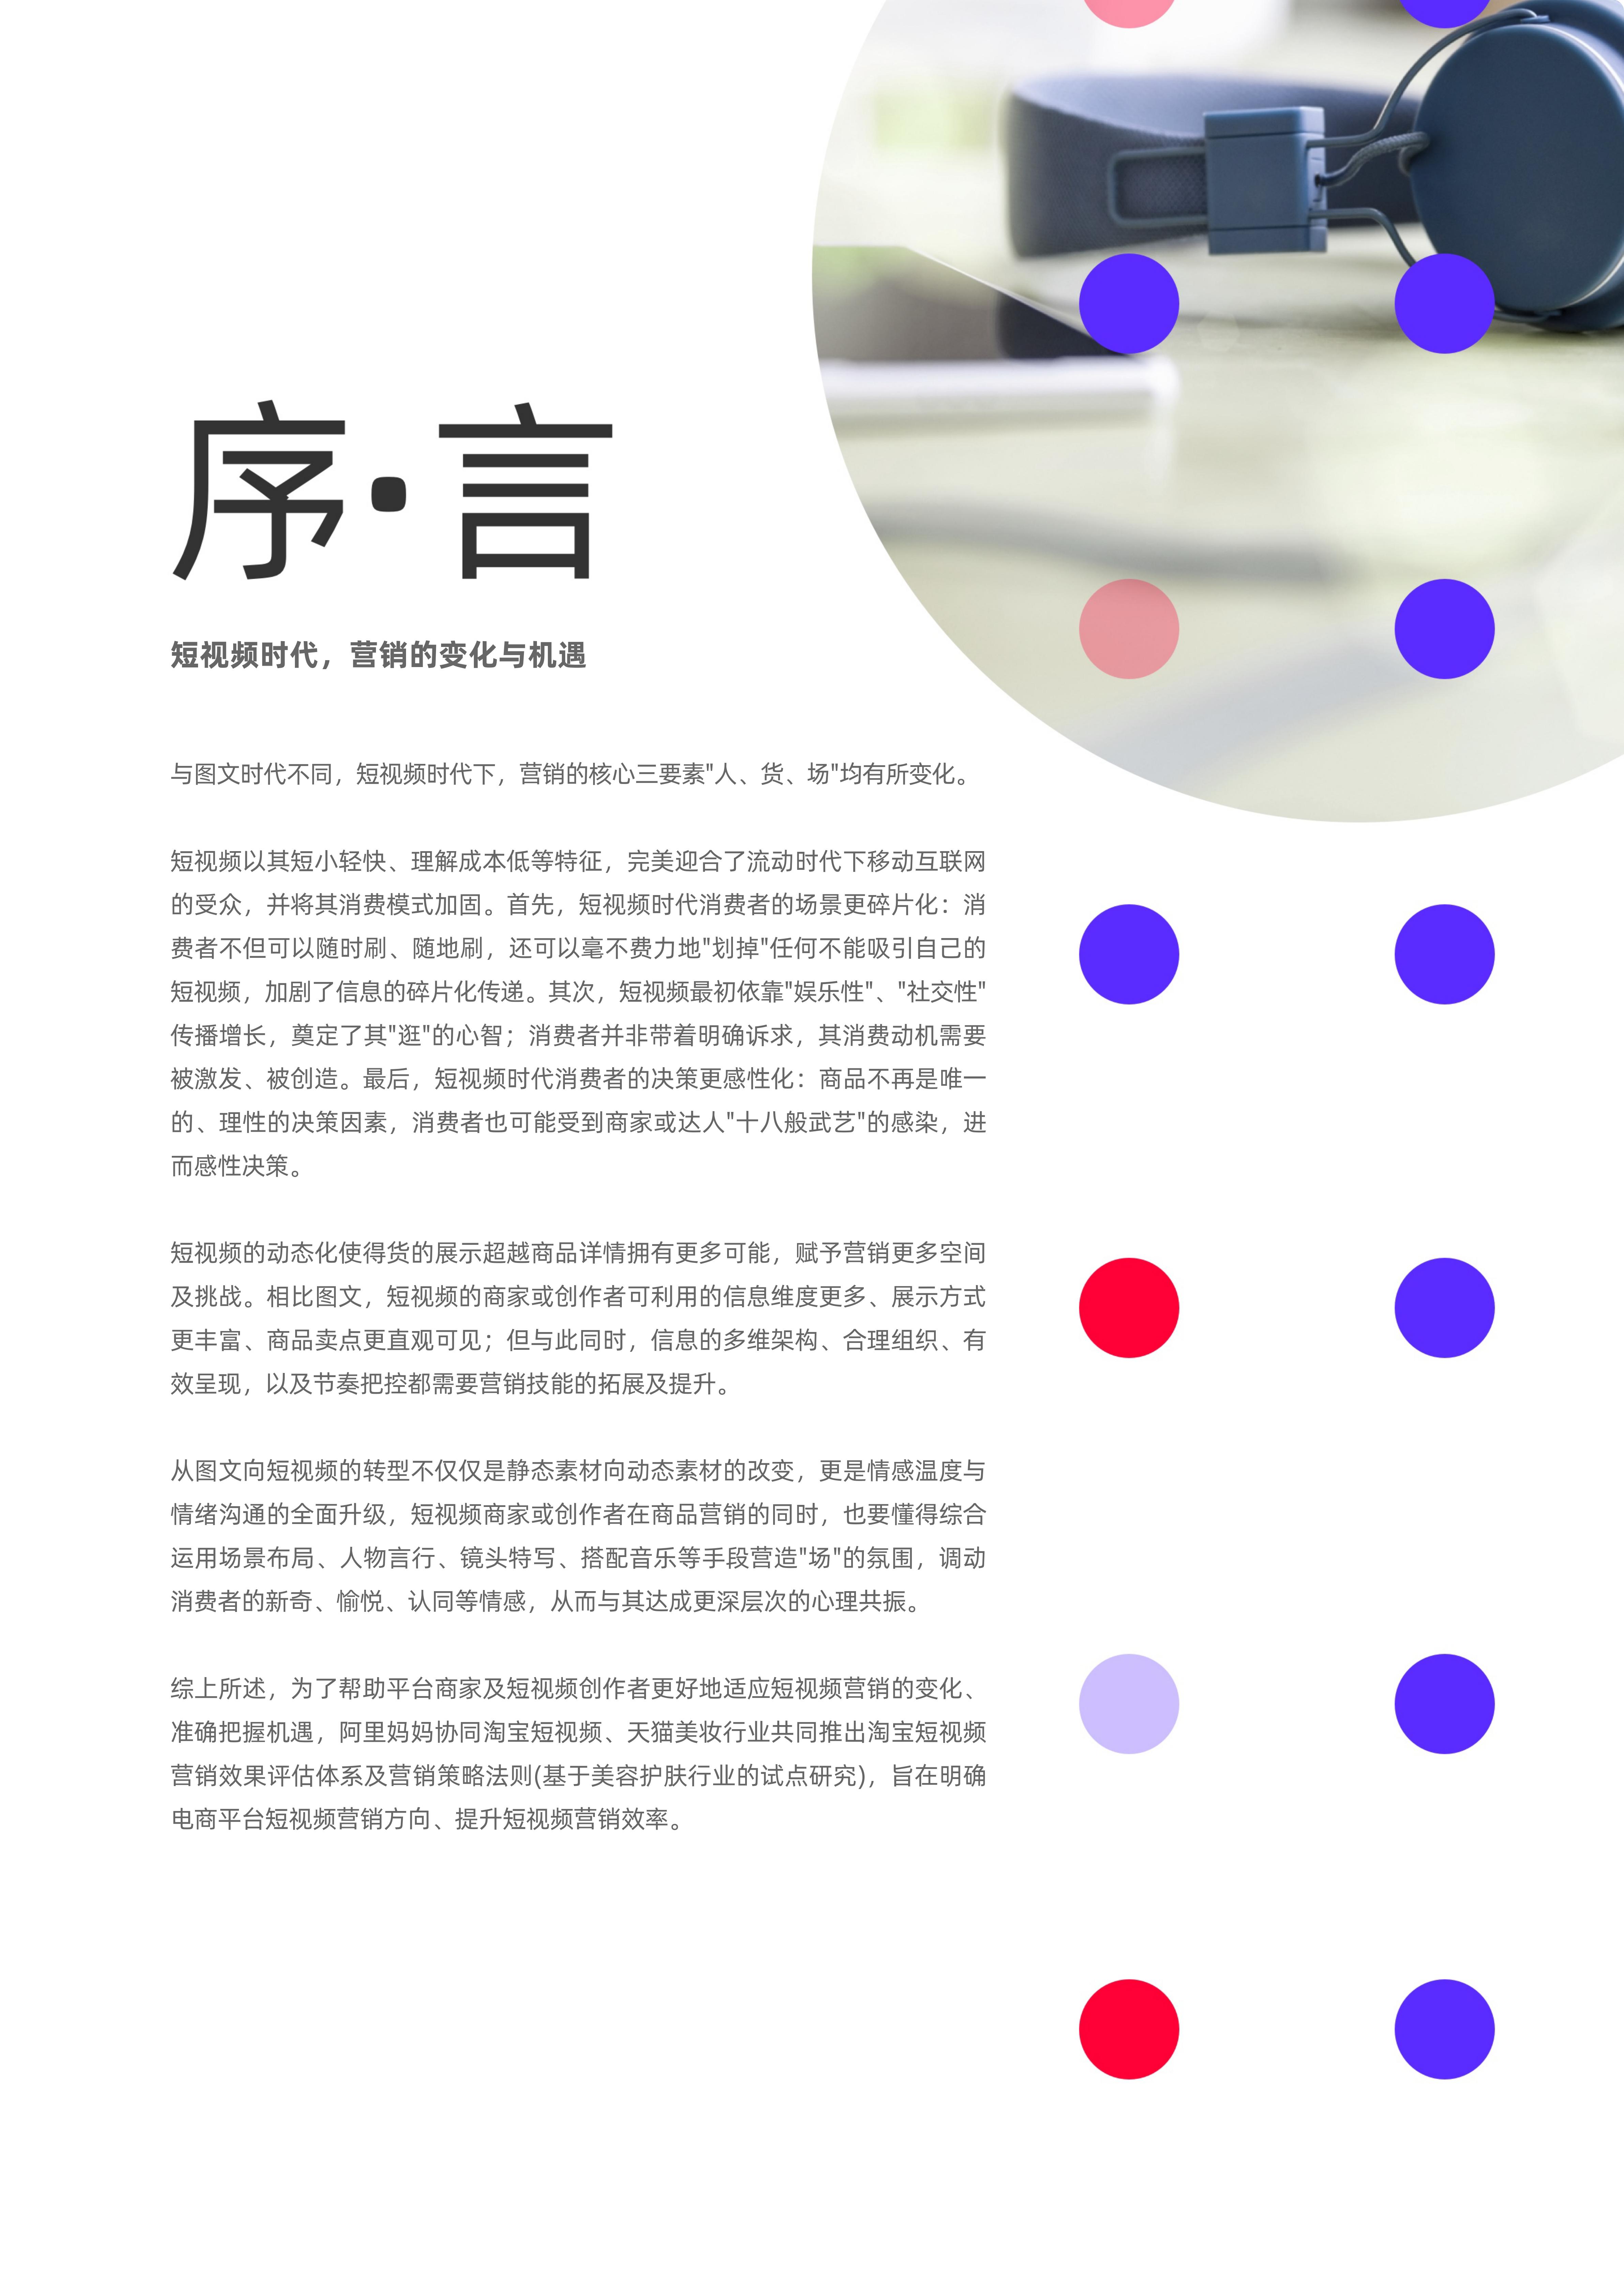 序·言
短视频时代，营销的变化与机遇
与图文时代不同，短视频时代下，营销的核心三要素"人、货、场"均有所变化。
短视频以其短小轻快、理解成本低等特征，完美迎合了流动时代下移动互联网
的受众，并将其消费模式加固。首先，短视频时代消费者的场景更碎片化：消
费者不但可以随时刷、随地刷，还可以毫不费力地"划掉"任何不能吸引自己的
短视频，加剧了信息的碎片化传递。其次，短视频最初依靠"娱乐性"、"社交性"
传播增长，奠定了其"逛"的心智；消费者并非带着明确诉求，其消费动机需要
被激发、被创造。最后，短视频时代消费者的决策更感性化：商品不再是唯一
的、理性的决策因素，消费者也可能受到商家或达人"十八般武艺"的感染，进
而感性决策。
短视频的动态化使得货的展示超越商品详情拥有更多可能，赋予营销更多空间
及挑战。相比图文，短视频的商家或创作者可利用的信息维度更多、展示方式
更丰富、商品卖点更直观可见；但与此同时，信息的多维架构、合理组织、有
效呈现，以及节奏把控都需要营销技能的拓展及提升。
从图文向短视频的转型不仅仅是静态素材向动态素材的改变，更是情感温度与
情绪沟通的全面升级，短视频商家或创作者在商品营销的同时，也要懂得综合
运用场景布局、人物言行、镜头特写、搭配音乐等手段营造"场"的氛围，调动
消费者的新奇、愉悦、认同等情感，从而与其达成更深层次的心理共振。
综上所述，为了帮助平台商家及短视频创作者更好地适应短视频营销的变化、
准确把握机遇，阿里妈妈协同淘宝短视频、天猫美妆行业共同推出淘宝短视频
营销效果评估体系及营销策略法则(基于美容护肤行业的试点研究)，旨在明确
电商平台短视频营销方向、提升短视频营销效率。